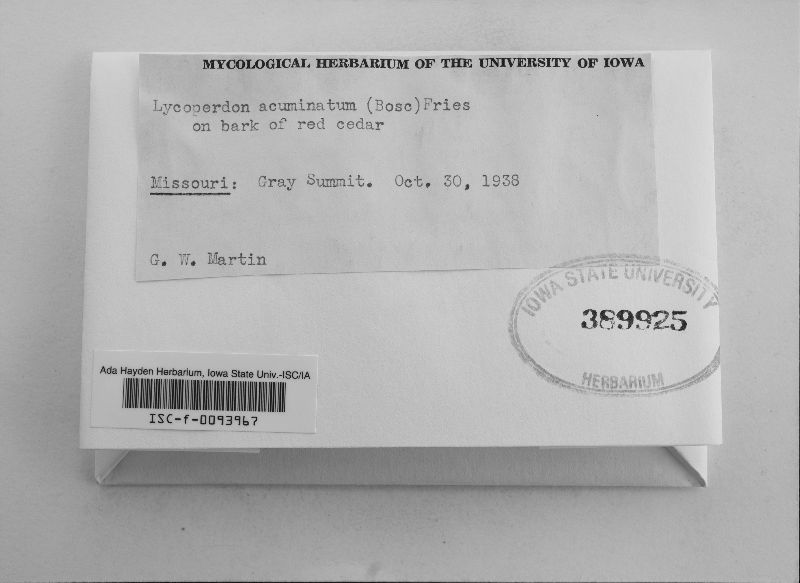 MYCOLOGICAL HERBARIUM OF THE UNIVERSITY OF IOWA
Lycoperdon acuminatum (Bosc)Fries
on bark of red cedar
Missouri: Gray Summit. Oct. 30, 1938
G. W. Martin
IOWA STATE UNIVERSITY
389925
HERBARIUM
Ada Hayden Herbarium, Iowa State Univ.-ISC/IA
ISC-f-0093967